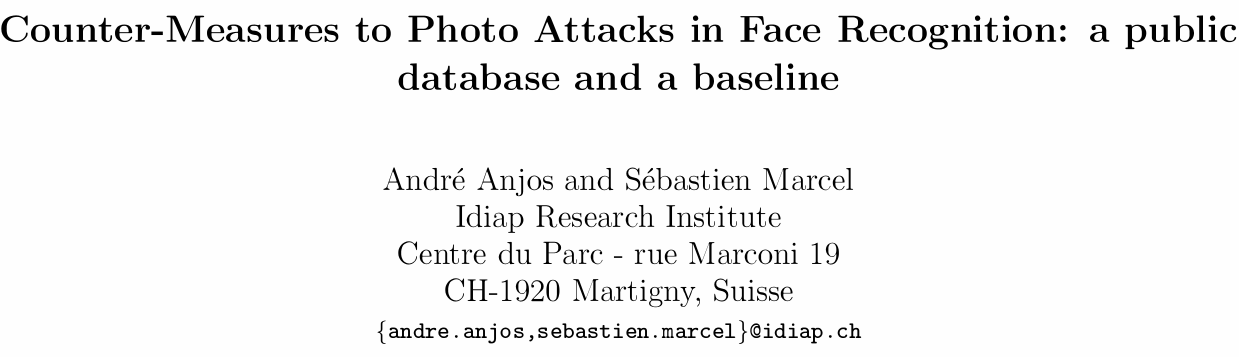 Counter-Measures to Photo Attacks in Face Recognition: a public
database and a baseline
André Anjos and Sébastien Marcel
Idiap Research Institute
Centre du Parc - rue Marconi 19
CH-1920 Martigny, Suisse
{andre.anjos,sebastien.marcel}@idiap.ch